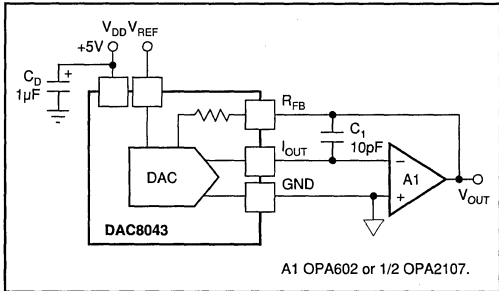 V_DD V_REF
+5V
C_D +
1µF
R_FB
C_1
10pF
I_OUT
DAC
GND
– 
+
A1
V_OUT
DAC8043
A1 OPA602 or 1/2 OPA2107.